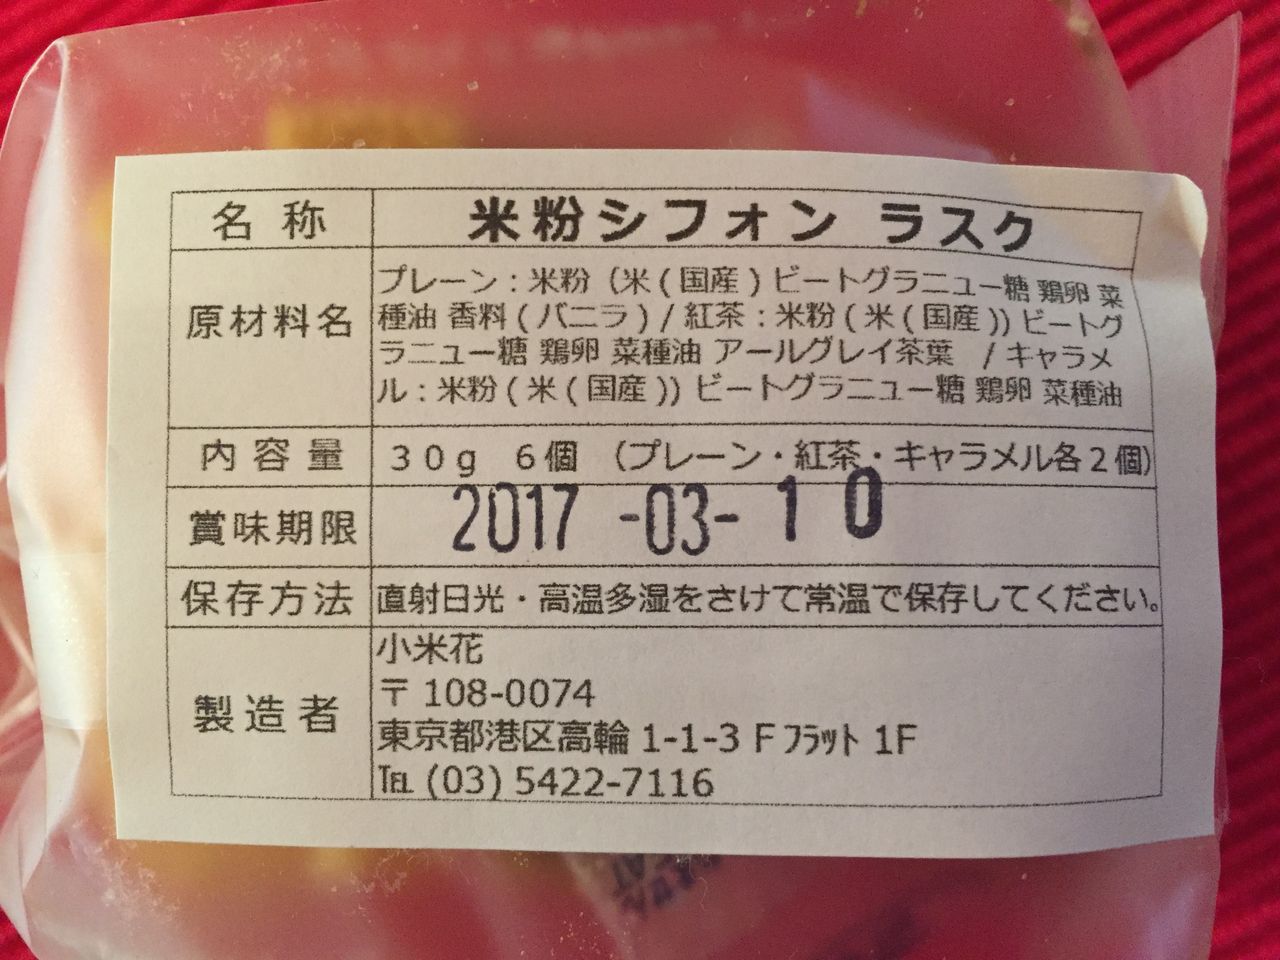 名称 米粉シフォン ラスク
原材料名
プレーン：米粉（米(国産)ビートグラニュー糖 鶏卵 菜
種油 香料(バニラ)/紅茶：米粉(米(国産))ビートグ
ラニュー糖 鶏卵 菜種油 アールグレイ茶葉 /キャラメ
ル：米粉(米(国産))ビートグラニュー糖 鶏卵 菜種油
内容量 30g 6個 （プレーン・紅茶・キャラメル各2個）
賞味期限 2017 -03- 10
保存方法 直射日光・高温多湿をさけて常温で保存してください。
製造者
小米花
〒108-0074
東京都港区高輪 1-1-3 Fフラット 1F
℡ (03) 5422-7116